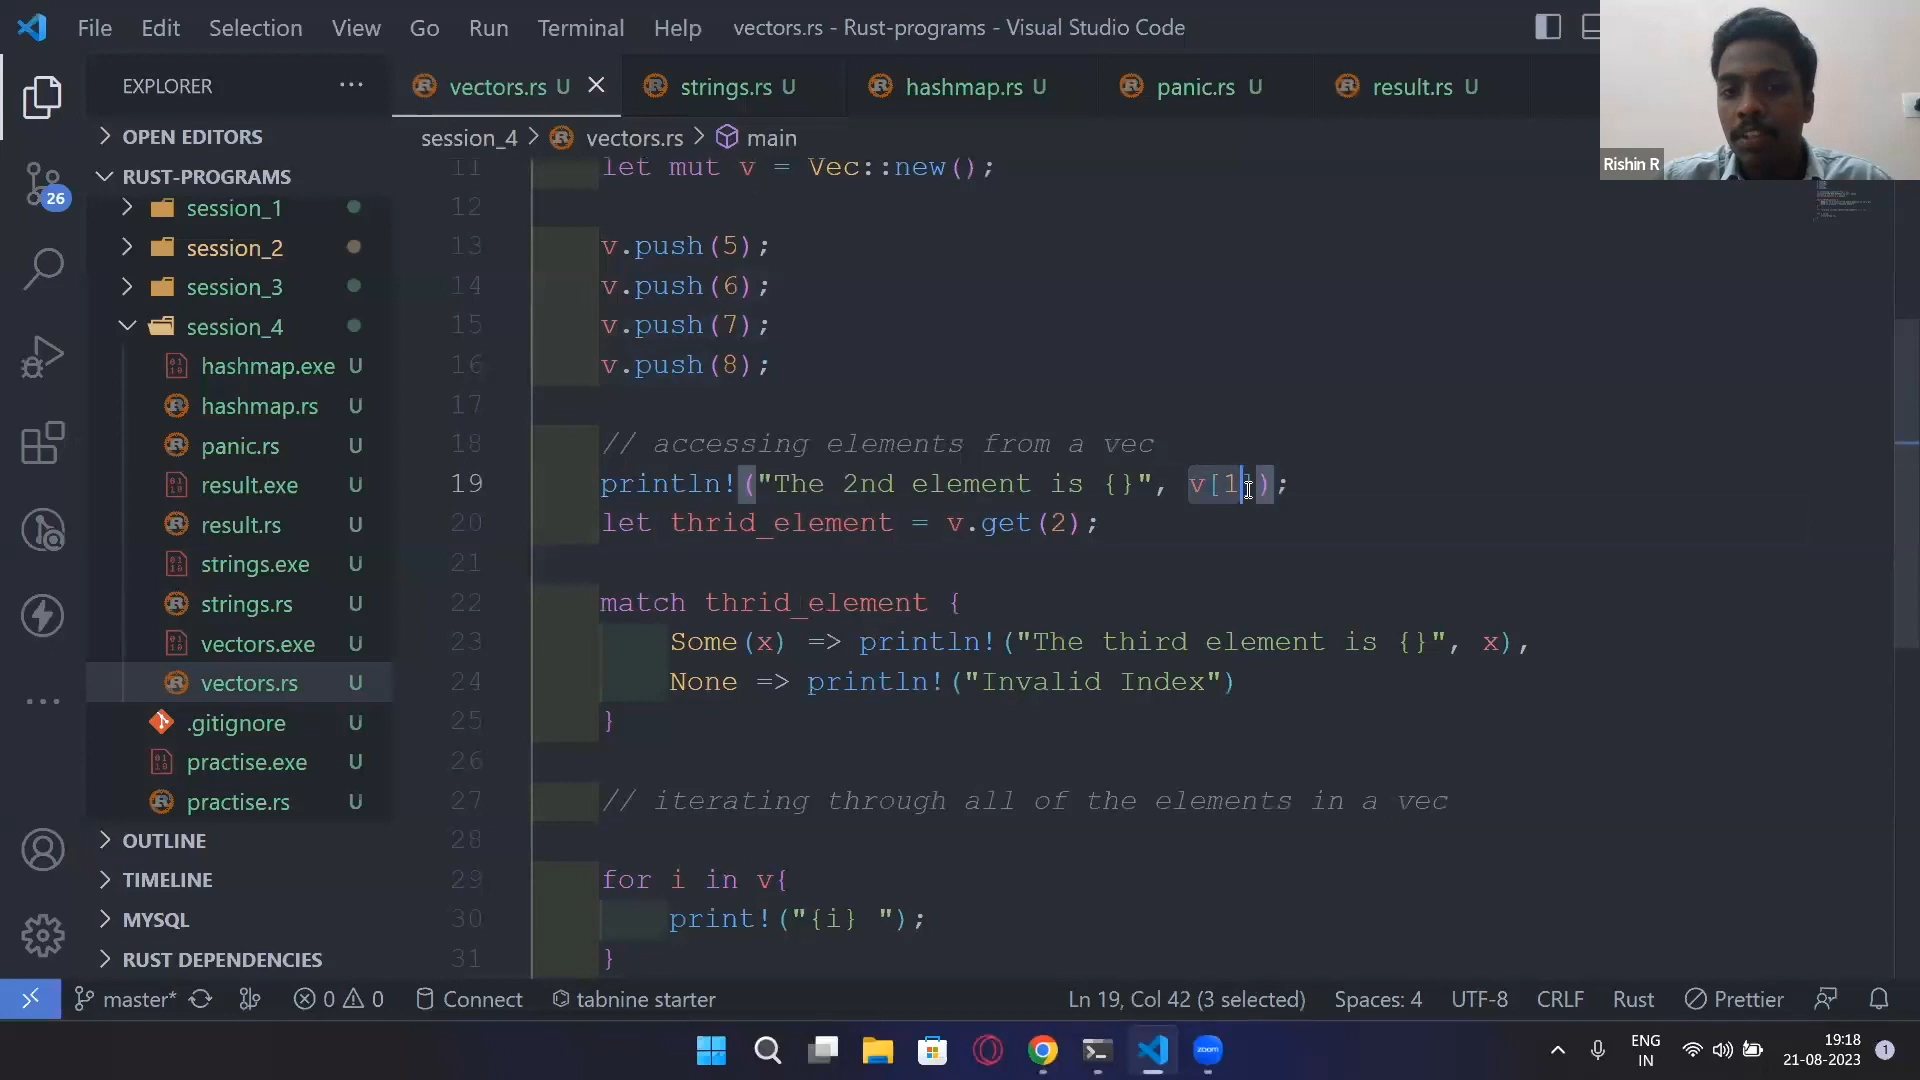 File Edit Selection View Go Run Terminal Help vectors.rs - Rust-programs - Visual Studio Code
EXPLORER
vectors.rs U strings.rs U hashmap.rs U panic.rs U result.rs U
Rishin R
session_4 > vectors.rs > main
OPEN EDITORS
RUST-PROGRAMS
session_1
session_2
session_3
session_4
hashmap.exe U
hashmap.rs U
panic.rs U
result.exe U
result.rs U
strings.exe U
strings.rs U
vectors.exe U
vectors.rs U
.gitignore U
practise.exe U
practise.rs U
OUTLINE
TIMELINE
MYSQL
RUST DEPENDENCIES
26
11 let mut v = Vec::new();
12
13 v.push(5);
14 v.push(6);
15 v.push(7);
16 v.push(8);
17
18 // accessing elements from a vec
19 println!("The 2nd element is {}", v[1]);
20 let thrid_element = v.get(2);
21
22 match thrid_element {
23 Some(x) => println!("The third element is {}", x),
24 None => println!("Invalid Index")
25 }
26
27 // iterating through all of the elements in a vec
28
29 for i in v{
30 print!("{i} ");
31 }
master* 0 0 Connect tabnine starter Ln 19, Col 42 (3 selected) Spaces: 4 UTF-8 CRLF Rust Prettier
zoom
ENG
IN
19:18
21-08-2023
1